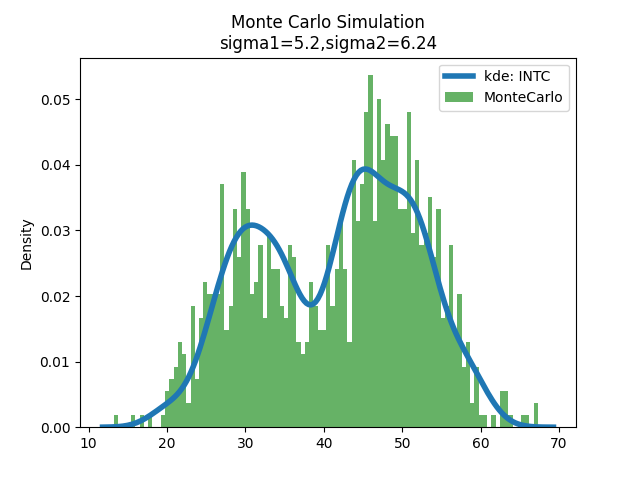 Monte Carlo Simulation
sigma1=5.2,sigma2=6.24
kde: INTC
MonteCarlo
Density
0.05
0.04
0.03
0.02
0.01
0.00
10 20 30 40 50 60 70